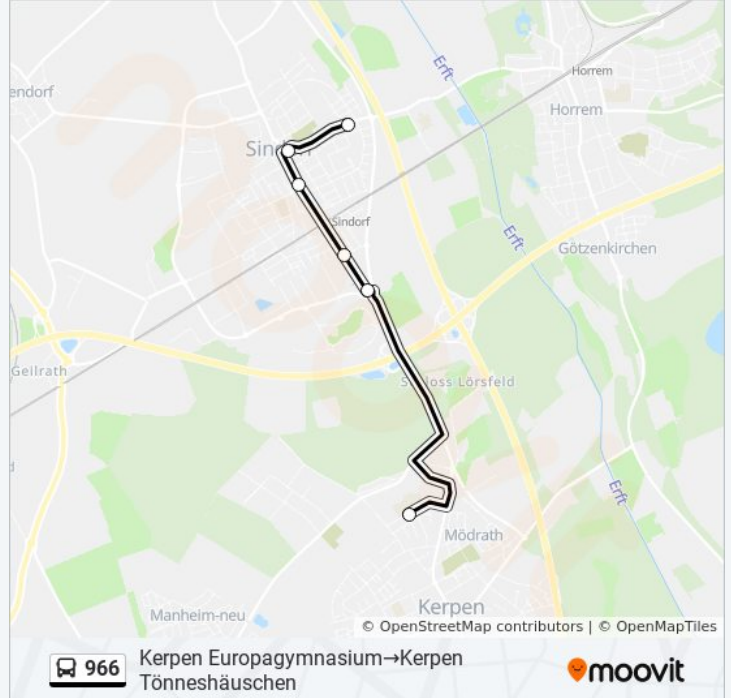 Erft
Horrem
endorf
Horrem
Sindorf
Erft
Götzenkirchen
Geilrath
Schloss Lörsfeld
Erft
Mödrath
Kerpen
Manheim-neu
© OpenStreetMap contributors | © OpenMapTiles
966
Kerpen Europagymnasium→Kerpen
Tönneshäuschen
moovit